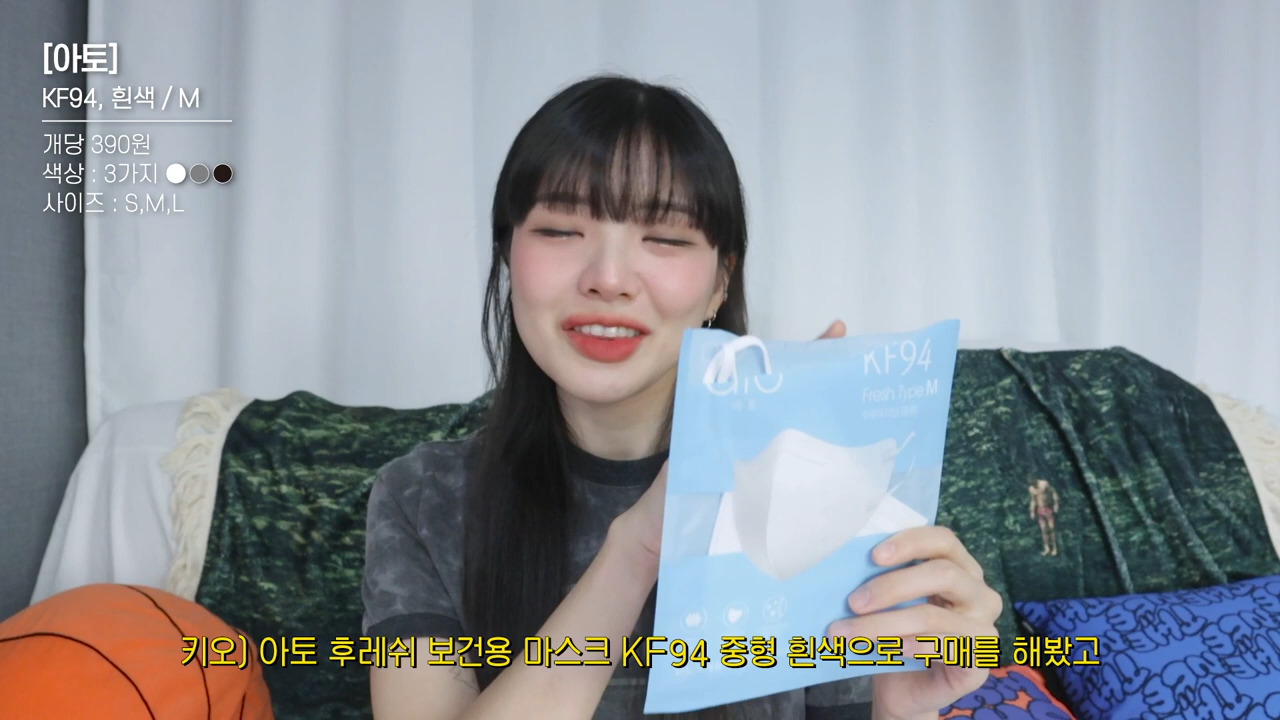 [아토]
KF94, 흰색 / M
개당 390원
색상 : 3가지
사이즈 : S,M,L
KF94
Fresh Type M
키오) 아토 후레쉬 보건용 마스크 KF94 중형 흰색으로 구매를 해봤고